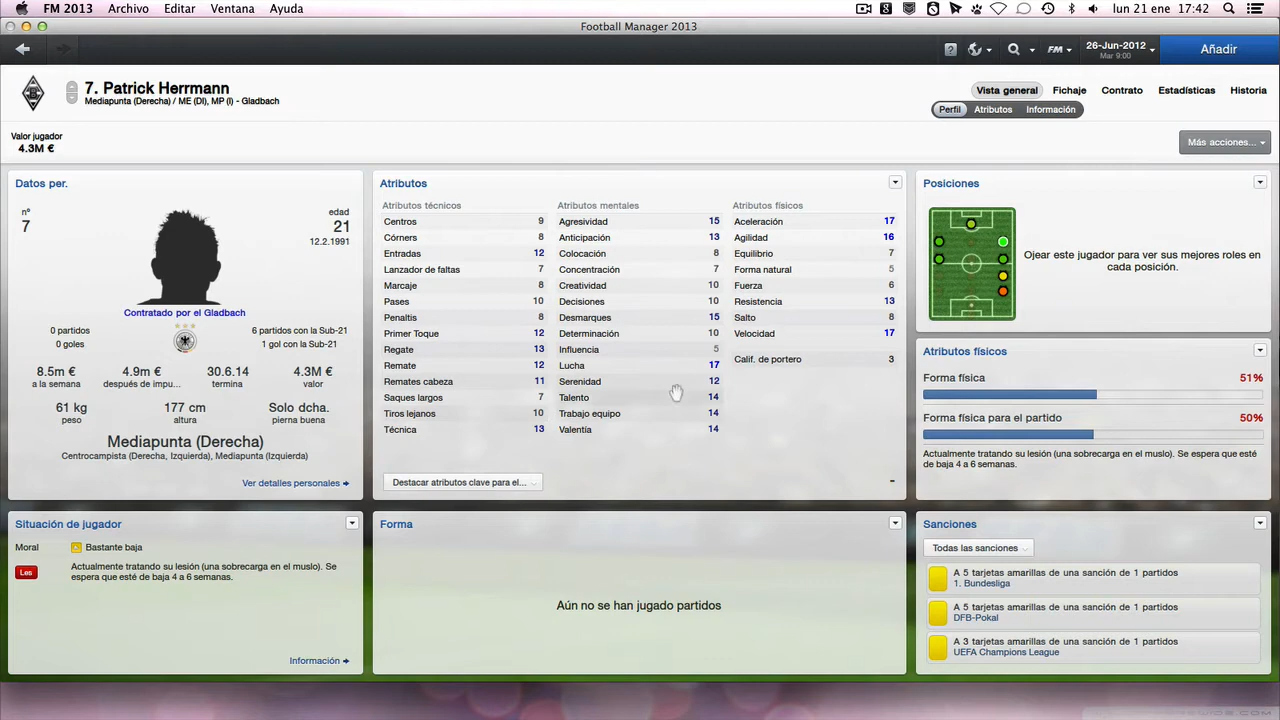 FM 2013 Archivo Editar Ventana Ayuda
lun 21 ene 17:42
Football Manager 2013
FM
26-Jun-2012
Mar 9:00
Añadir
7. Patrick Herrmann
Mediapunta (Derecha) / ME (DI), MP (I) - Gladbach
Vista general Fichaje Contrato Estadísticas Historia
Perfil Atributos Información
Valor jugador
4.3M €
Más acciones...
Datos per.
nº
7
edad
21
12.2.1991
Contratado por el Gladbach
0 partidos
0 goles
6 partidos con la Sub-21
1 gol con la Sub-21
8.5m € 4.9m € 30.6.14 4.3M €
a la semana después de impu... termina valor
61 kg 177 cm Solo dcha.
peso altura pierna buena
Mediapunta (Derecha)
Centrocampista (Derecha, Izquierda), Mediapunta (Izquierda)
Ver detalles personales
Atributos
Atributos técnicos
Centros 9
Córners 8
Entradas 12
Lanzador de faltas 7
Marcaje 8
Pases 10
Penaltis 8
Primer Toque 12
Regate 13
Remate 12
Remates cabeza 11
Saques largos 7
Tiros lejanos 10
Técnica 13
Atributos mentales
Agresividad 15
Anticipación 13
Colocación 8
Concentración 7
Creatividad 10
Decisiones 10
Desmarques 15
Determinación 10
Influencia 5
Lucha 17
Serenidad 12
Talento 14
Trabajo equipo 14
Valentía 14
Atributos físicos
Aceleración 17
Agilidad 16
Equilibrio 7
Forma natural 5
Fuerza 6
Resistencia 13
Salto 8
Velocidad 17
Calif. de portero 3
Destacar atributos clave para el...
-
Posiciones
Ojear este jugador para ver sus mejores roles en
cada posición.
Atributos físicos
Forma física 51%
Forma física para el partido 50%
Actualmente tratando su lesión (una sobrecarga en el muslo). Se espera que esté
de baja 4 a 6 semanas.
Situación de jugador
Moral Bastante baja
Les
Actualmente tratando su lesión (una sobrecarga en el muslo). Se
espera que esté de baja 4 a 6 semanas.
Información
Forma
Aún no se han jugado partidos
Sanciones
Todas las sanciones
A 5 tarjetas amarillas de una sanción de 1 partidos
1. Bundesliga
A 5 tarjetas amarillas de una sanción de 1 partidos
DFB-Pokal
A 3 tarjetas amarillas de una sanción de 1 partidos
UEFA Champions League